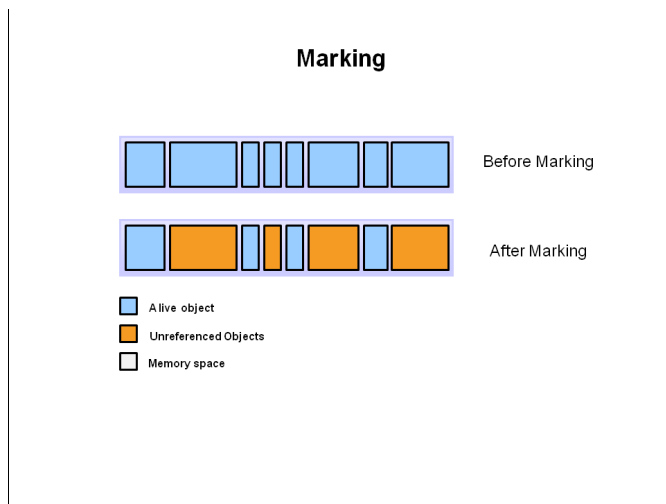 Marking
Before Marking
After Marking
A live object
Unreferenced Objects
Memory space